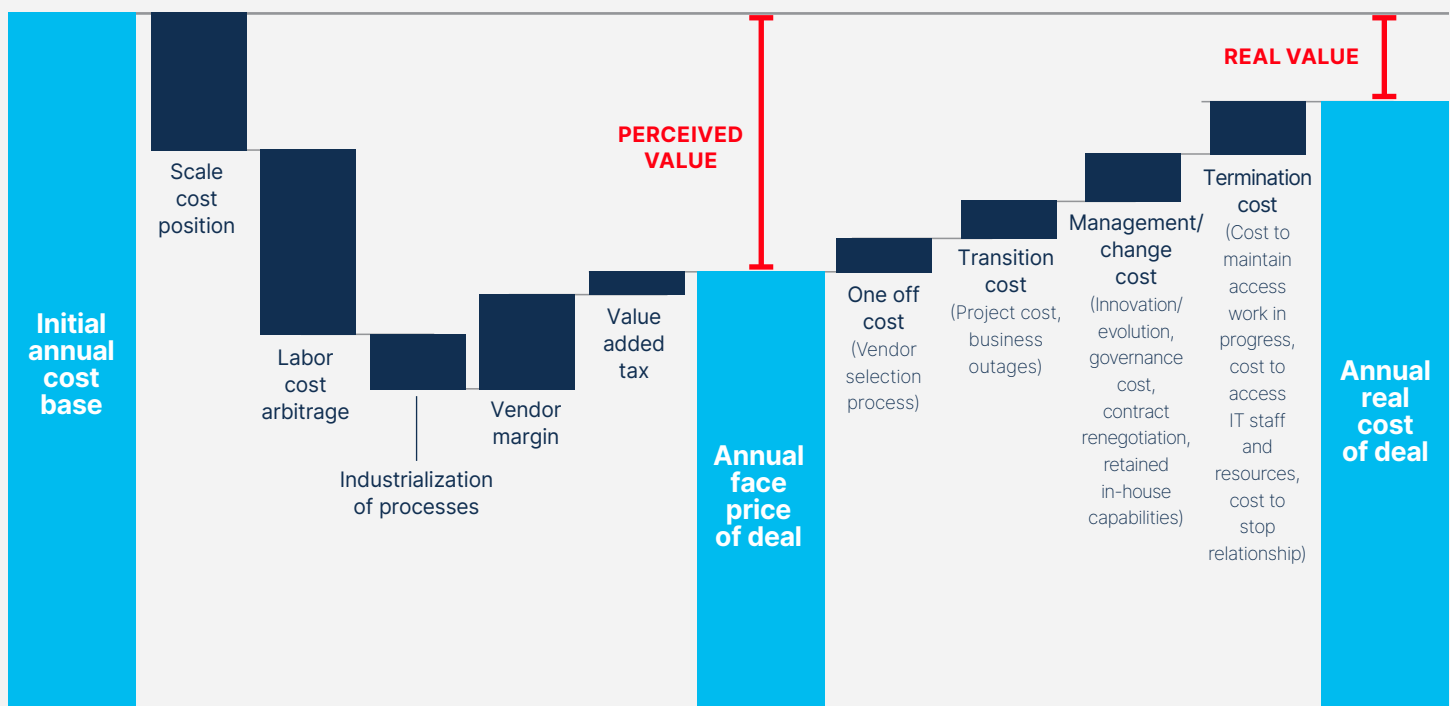 Initial
annual
cost
base
Scale
cost
position
Labor
cost
arbitrage
Industrialization
of processes
Vendor
margin
Value
added
tax
PERCEIVED
VALUE
Annual
face
price
of deal
One off
cost
(Vendor
selection
process)
Transition
cost
(Project cost,
business
outages)
Management/
change
cost
(Innovation/
evolution,
governance
cost,
contract
renegotiation,
retained
in-house
capabilities)
Termination
cost
(Cost to
maintain
access
work in
progress,
cost to
access
IT staff
and
resources,
cost to
stop
relationship)
REAL VALUE
Annual
real
cost
of deal